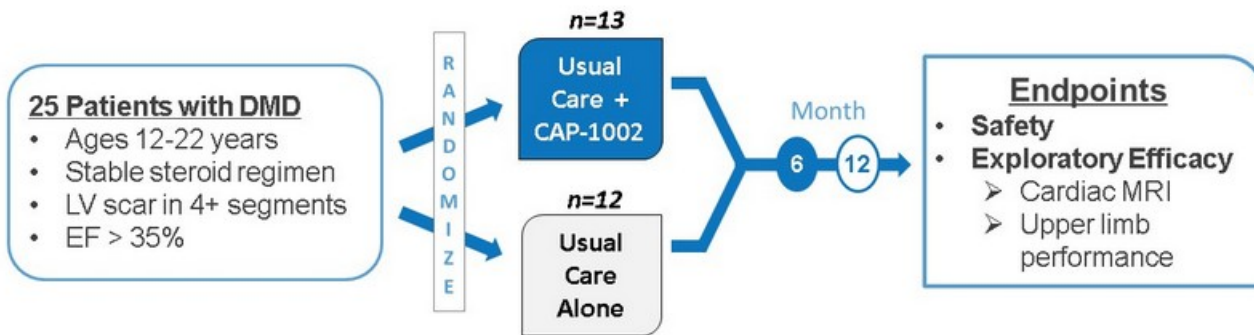 25 Patients with DMD
• Ages 12-22 years
• Stable steroid regimen
• LV scar in 4+ segments
• EF > 35%
RANDOMIZE
n=13
Usual
Care +
CAP-1002
n=12
Usual
Care
Alone
Month
6
12
Endpoints
• Safety
• Exploratory Efficacy
➢ Cardiac MRI
➢ Upper limb
performance